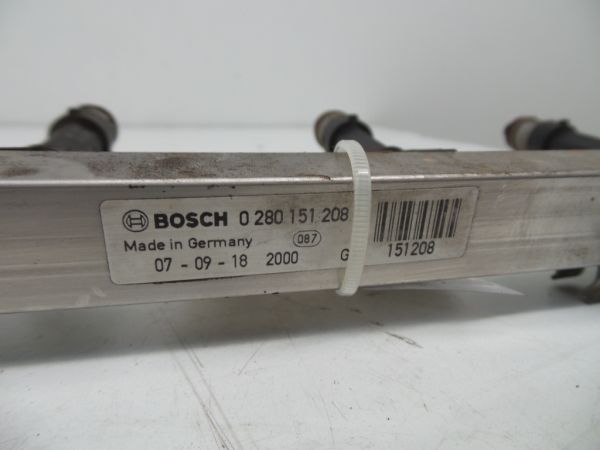 BOSCH 0 280 151 208
Made in Germany 087
07 - 09 - 18 2000 G
151208